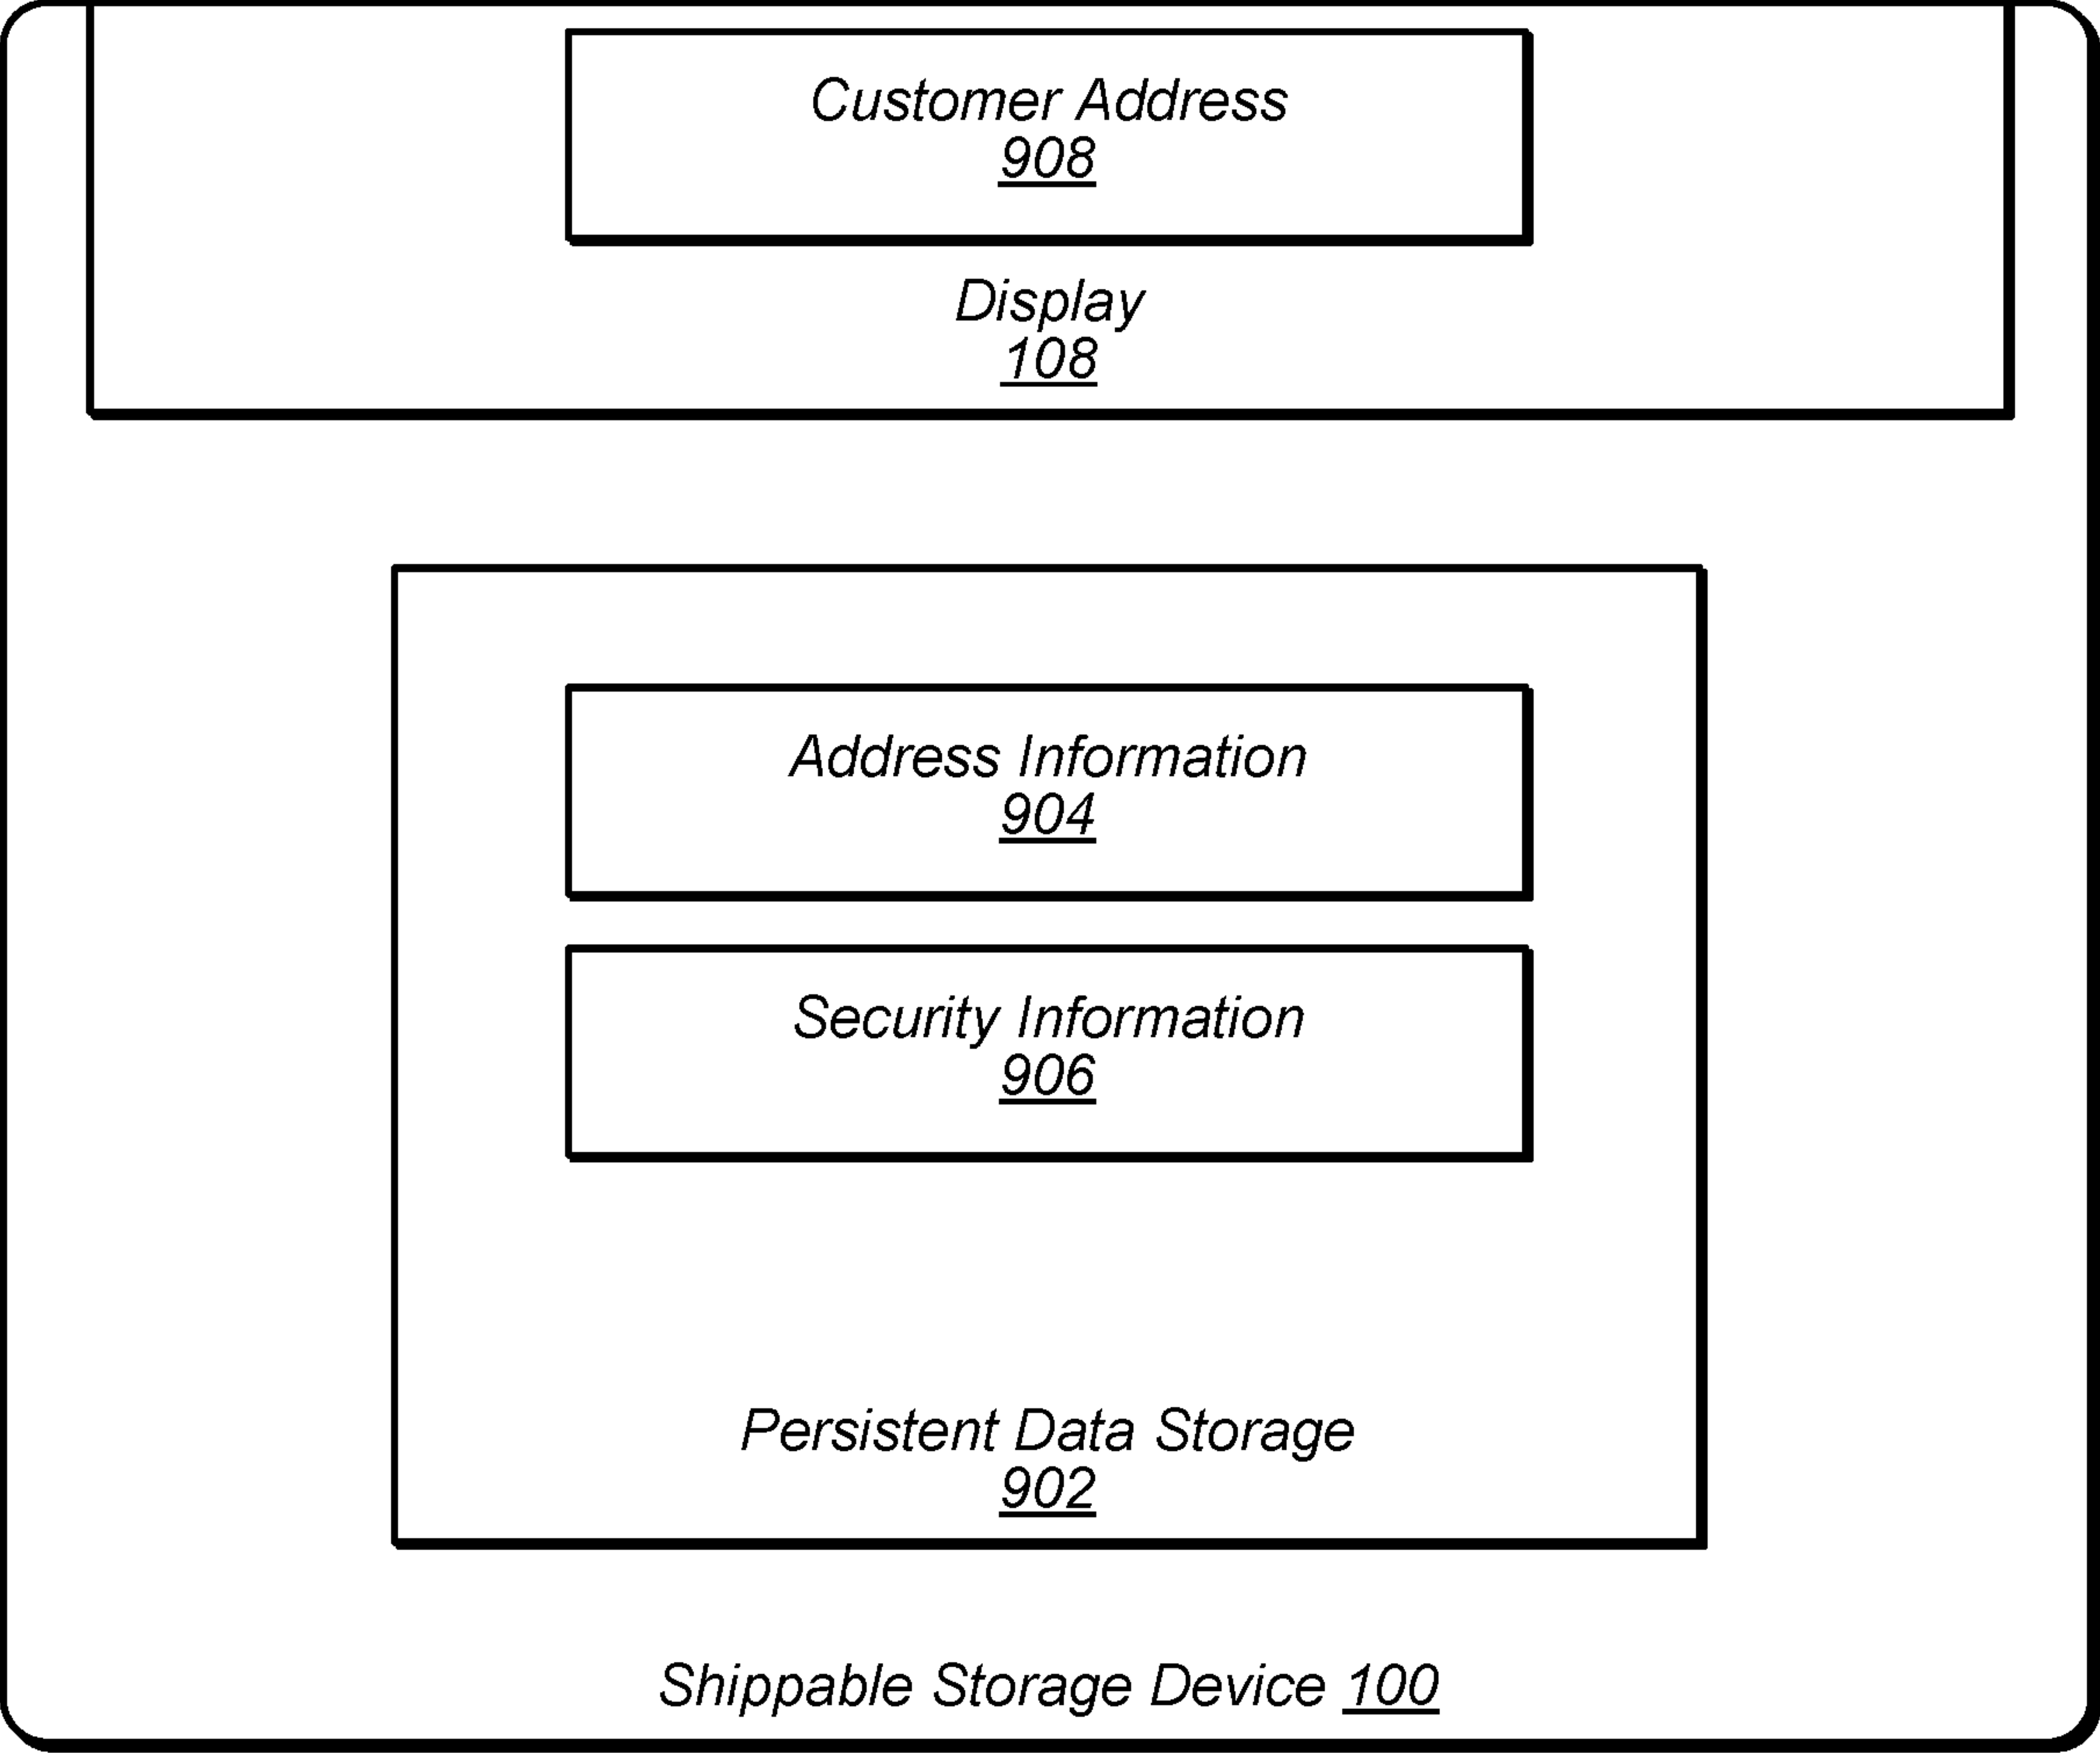 Customer Address
908
Display
108
Address Information
904
Security Information
906
Persistent Data Storage
902
Shippable Storage Device 100